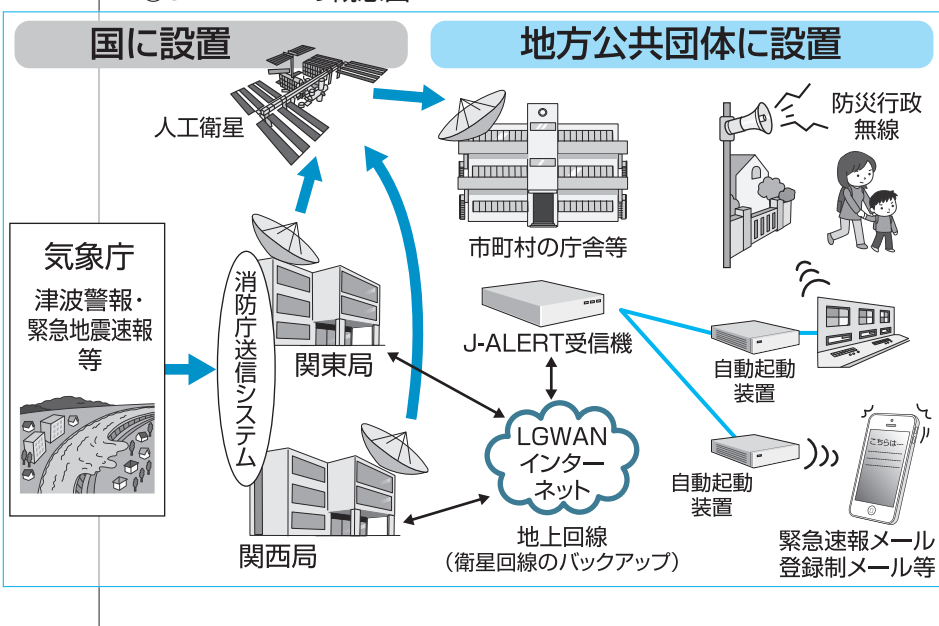 国に設置
地方公共団体に設置
人工衛星
防災行政
無線
市町村の庁舎等
気象庁
津波警報・
緊急地震速報
等
消防庁送信システム
関東局
関西局
J-ALERT受信機
自動起動
装置
LGWAN
インター
ネット
地上回線
(衛星回線のバックアップ)
自動起動
装置
こちらは…
緊急速報メール
登録制メール等